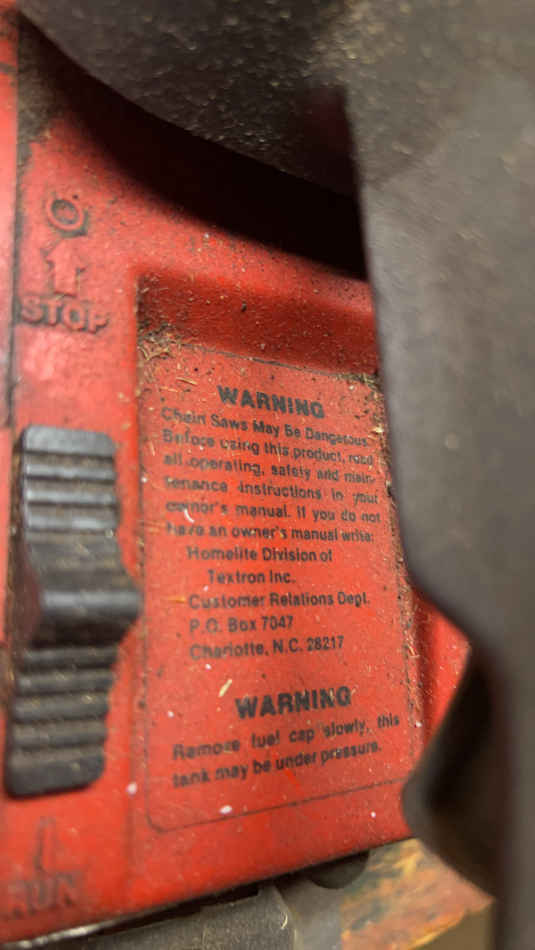 O
STOP
WARNING
Chain Saws May Be Dangerous.
Before using this product, read
all operating, safety and main-
tenance instructions in your
owner's manual. If you do not
have an owner's manual write:
Homelite Division of
Textron Inc.
Customer Relations Dept.
P.O. Box 7047
Charlotte, N.C. 28217
WARNING
Remove fuel cap slowly, this
tank may be under pressure.
I
RUN